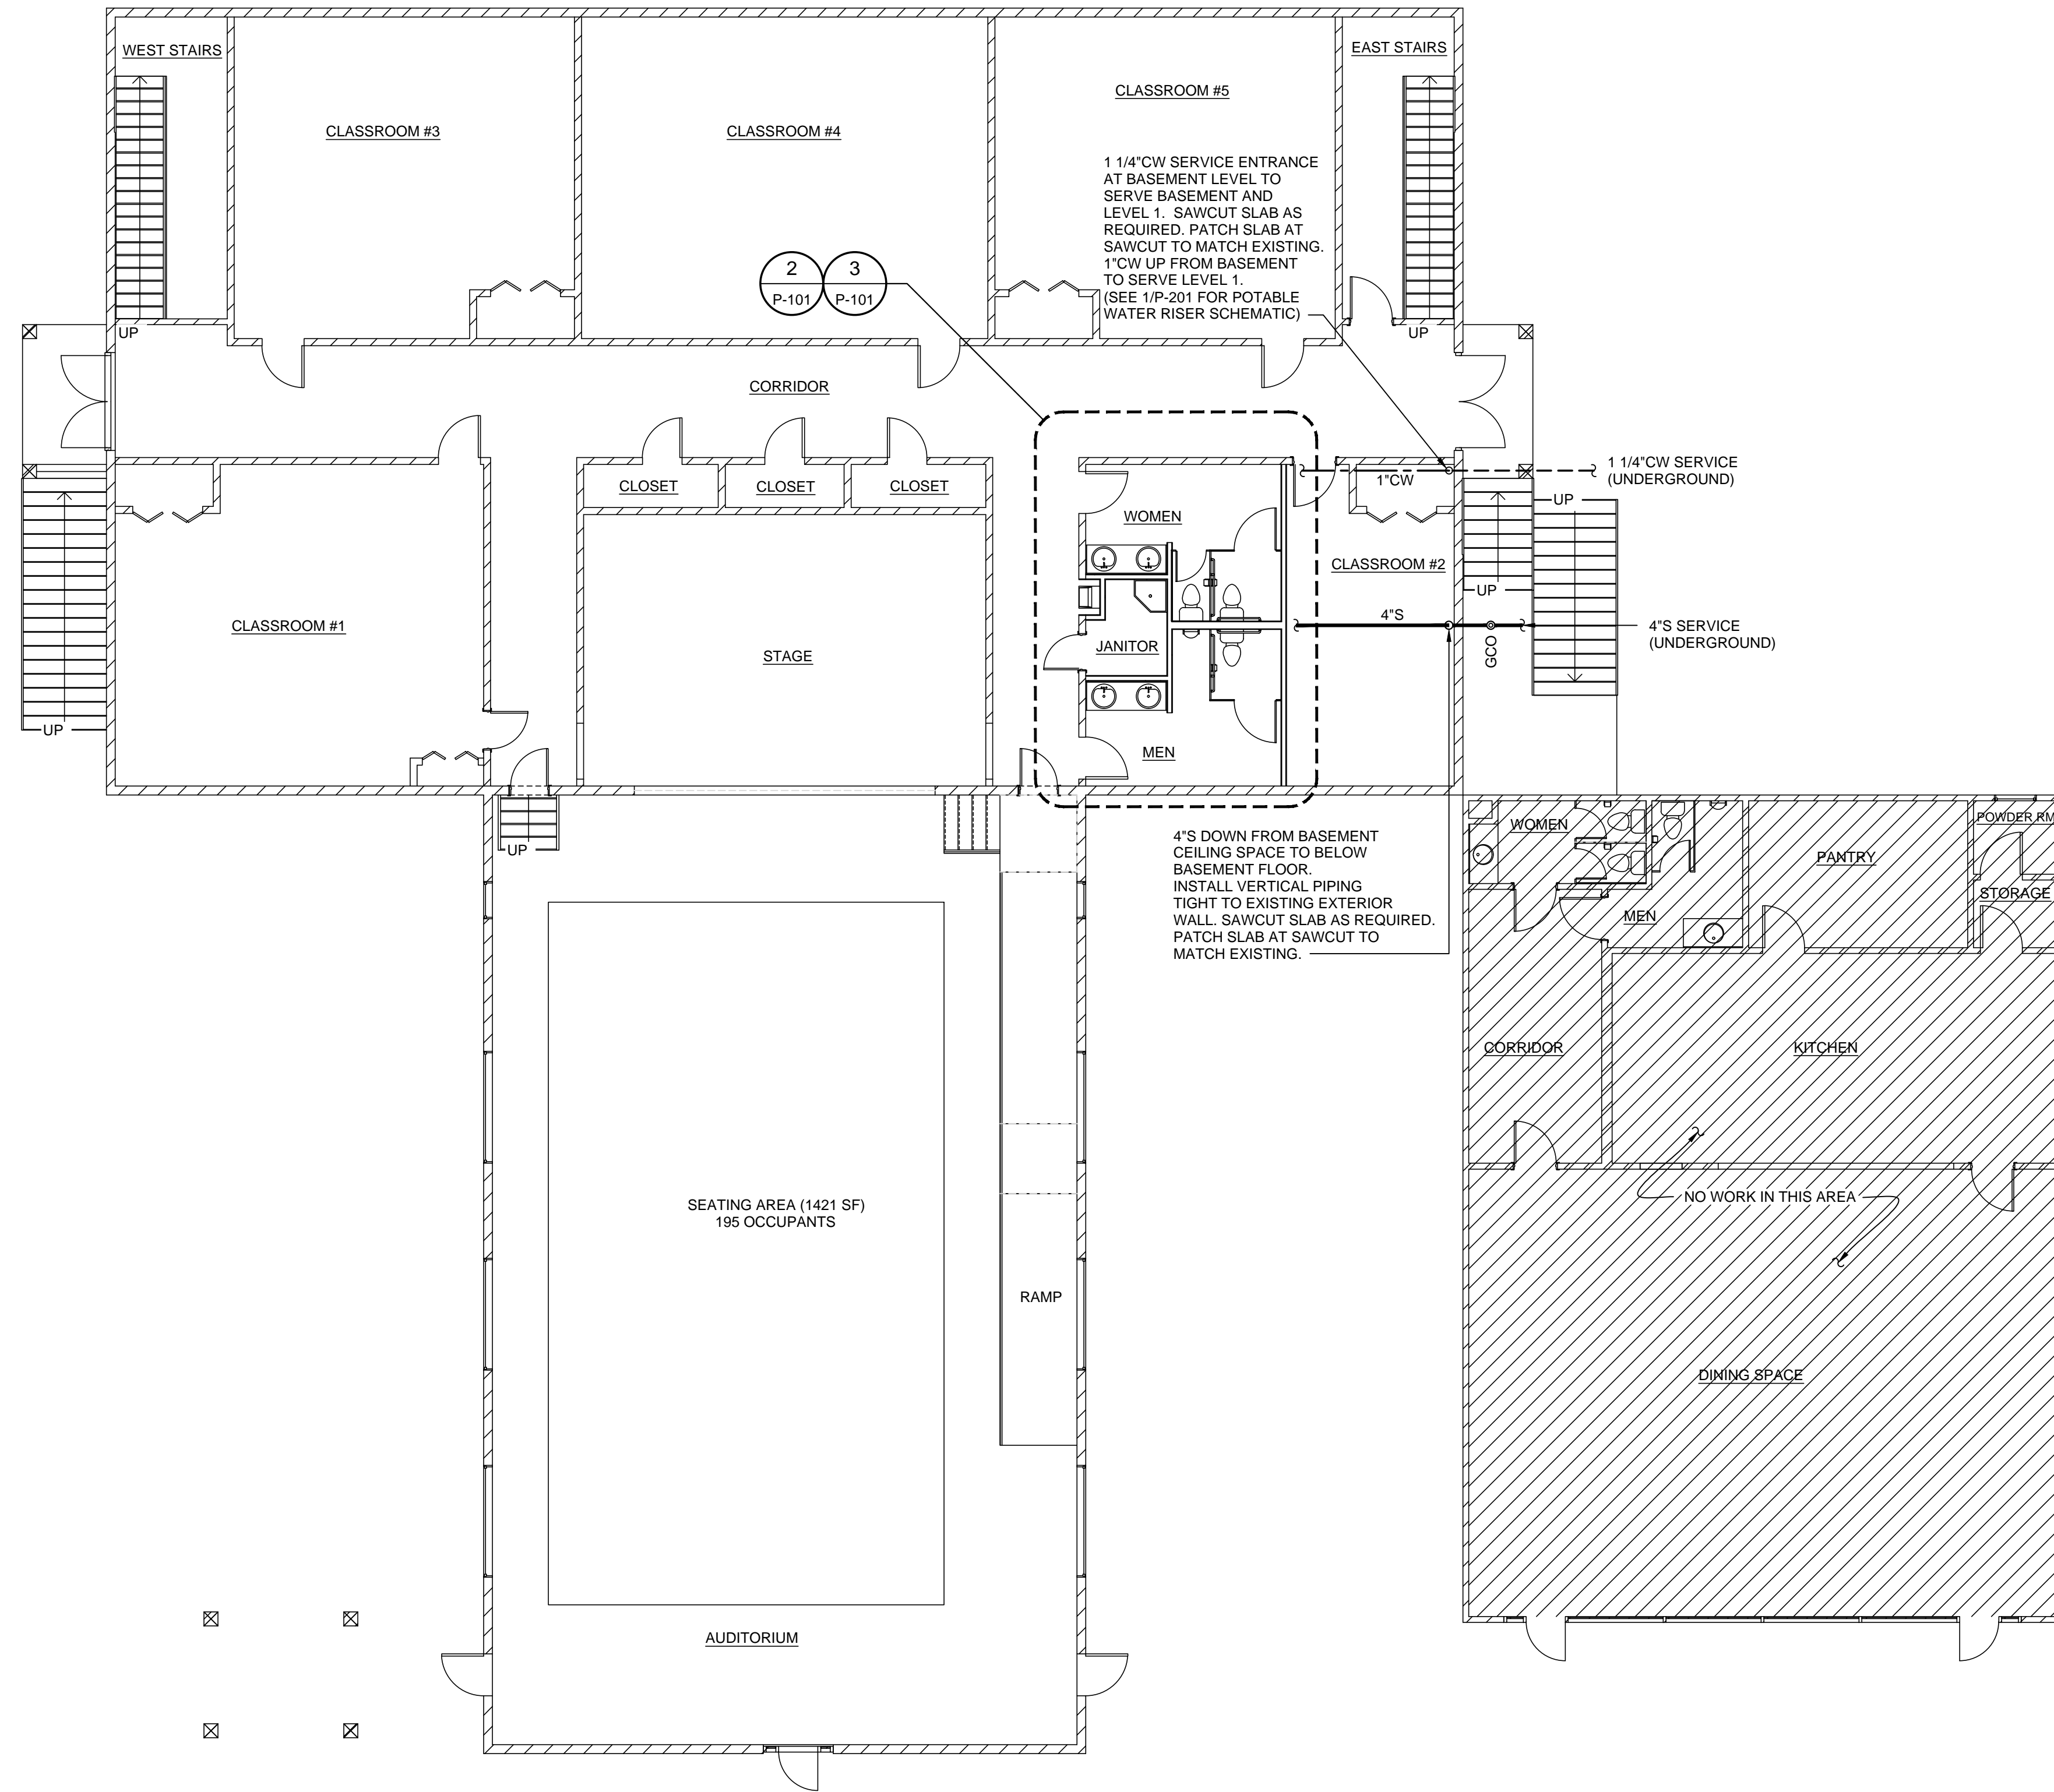 WEST STAIRS
EAST STAIRS
CLASSROOM #3
CLASSROOM #4
CLASSROOM #5
1 1/4"CW SERVICE ENTRANCE
AT BASEMENT LEVEL TO
SERVE BASEMENT AND
LEVEL 1. SAWCUT SLAB AS
REQUIRED. PATCH SLAB AT
SAWCUT TO MATCH EXISTING.
1"CW UP FROM BASEMENT
TO SERVE LEVEL 1.
(SEE 1/P-201 FOR POTABLE
WATER RISER SCHEMATIC)
2
P-101
3
P-101
UP
UP
CORRIDOR
CLOSET
CLOSET
CLOSET
1"CW
1 1/4"CW SERVICE
(UNDERGROUND)
UP
WOMEN
CLASSROOM #2
UP
CLASSROOM #1
STAGE
JANITOR
4"S
GCO
4"S SERVICE
(UNDERGROUND)
UP
MEN
UP
4"S DOWN FROM BASEMENT
CEILING SPACE TO BELOW
BASEMENT FLOOR.
INSTALL VERTICAL PIPING
TIGHT TO EXISTING EXTERIOR
WALL. SAWCUT SLAB AS REQUIRED.
PATCH SLAB AT SAWCUT TO
MATCH EXISTING.
WOMEN
MEN
PANTRY
POWDER RM
STORAGE
CORRIDOR
KITCHEN
NO WORK IN THIS AREA
SEATING AREA (1421 SF)
195 OCCUPANTS
RAMP
DINING SPACE
AUDITORIUM